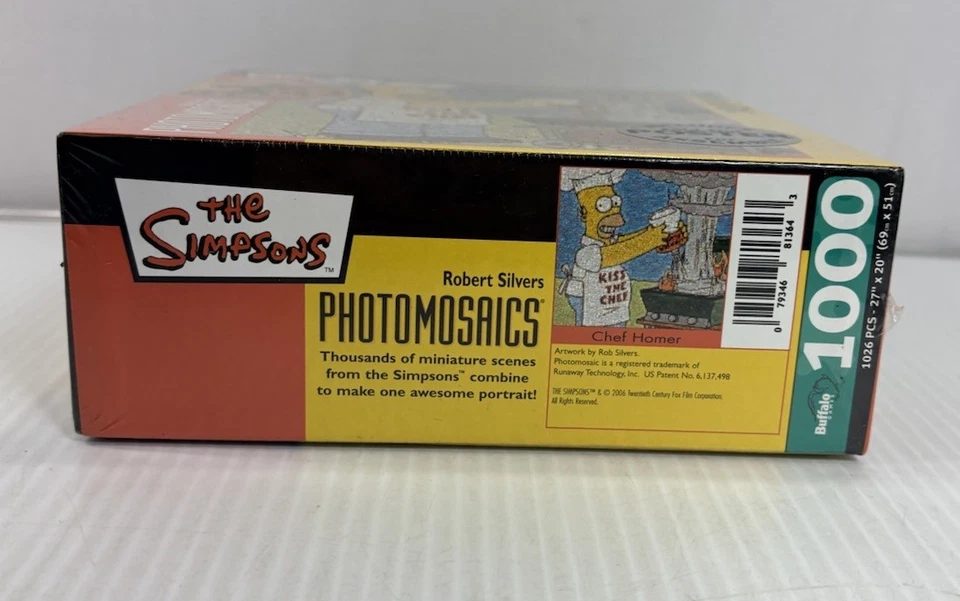 THE
SIMPSONS
TM
Robert Silvers
PHOTOMOSAICS®
Thousands of miniature scenes
from the Simpsons™ combine
to make one awesome portrait!
KISS
THE
CHEF
Chef Homer
Artwork by Rob Silvers.
Photomosaic is a registered trademark of
Runaway Technology, Inc. US Patent No. 6,137,498
THE SIMPSONS™ & © 2006 Twentieth Century Fox Film Corporation.
All Rights Reserved.
0 79346 81364 3
Buffalo
GAMES
1000
1026 PCS - 27" x 20" (69cm x 51cm)